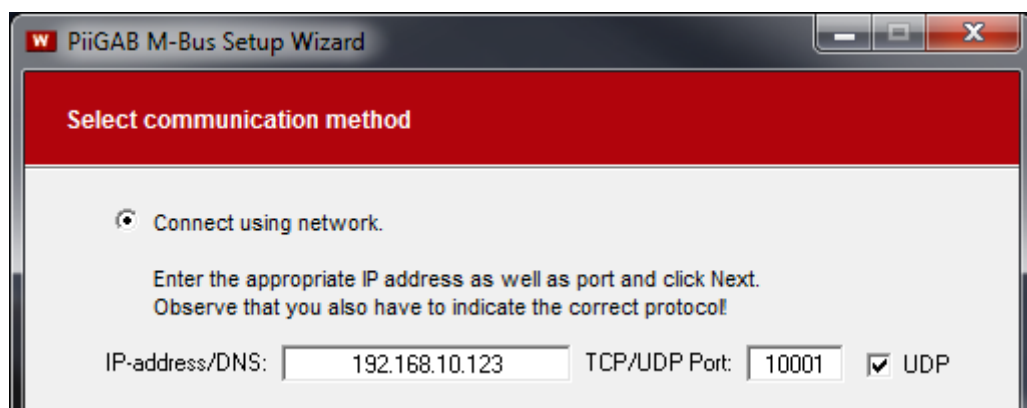 W PiiGAB M-Bus Setup Wizard
Select communication method
Connect using network.
Enter the appropriate IP address as well as port and click Next.
Observe that you also have to indicate the correct protocol!
IP-address/DNS: 192.168.10.123 TCP/UDP Port: 10001 UDP